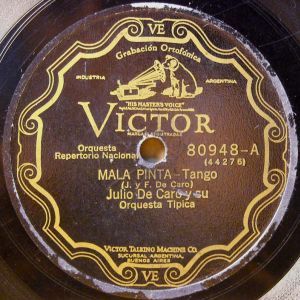 VE
Grabación Ortofónica
INDUSTRIA ARGENTINA
"HIS MASTER'S VOICE"
VICTOR
MARCAS REGISTRADAS
Orquesta
Repertorio Nacional
80948-A
(44276)
MALA PINTA-Tango
(J. y F. De Caro)
Julio De Caro y su
Orquesta Típica
VICTOR TALKING MACHINE CO.
SUCURSAL ARGENTINA,
BUENOS AIRES
VE